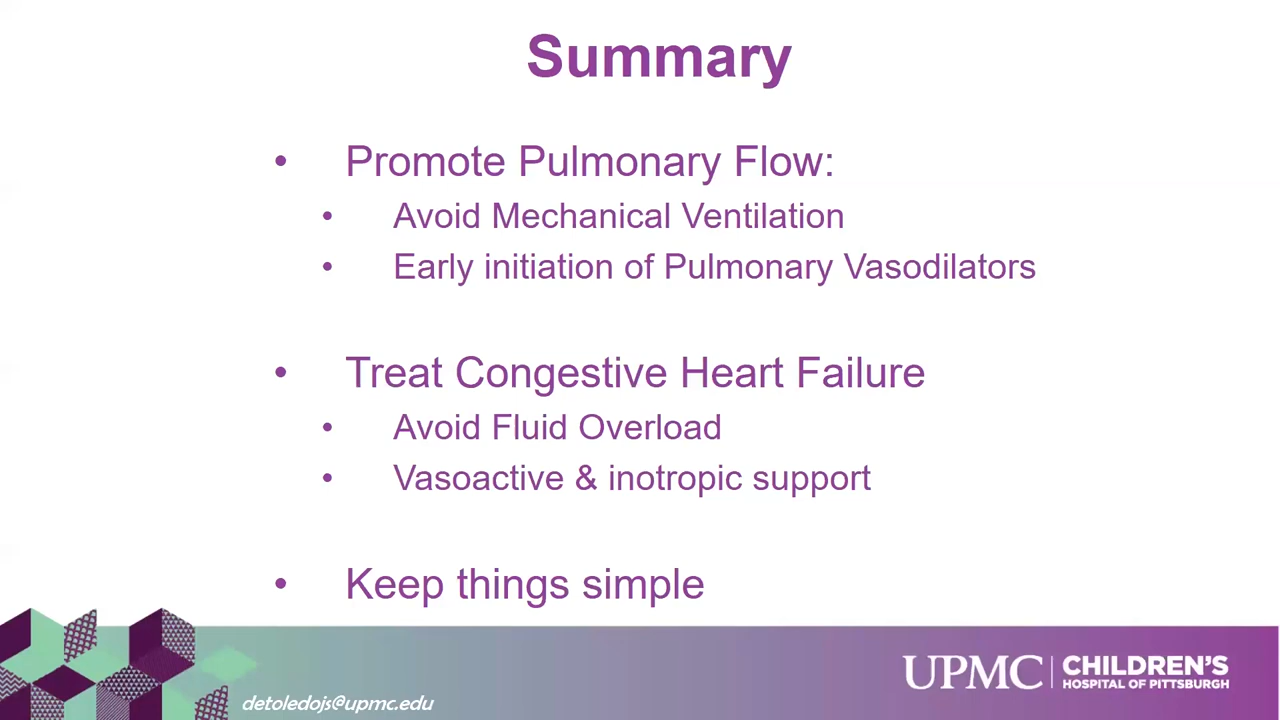 Summary
• Promote Pulmonary Flow:
• Avoid Mechanical Ventilation
• Early initiation of Pulmonary Vasodilators
• Treat Congestive Heart Failure
• Avoid Fluid Overload
• Vasoactive & inotropic support
• Keep things simple
detoledojs@upmc.edu
UPMC CHILDREN'S
HOSPITAL OF PITTSBURGH